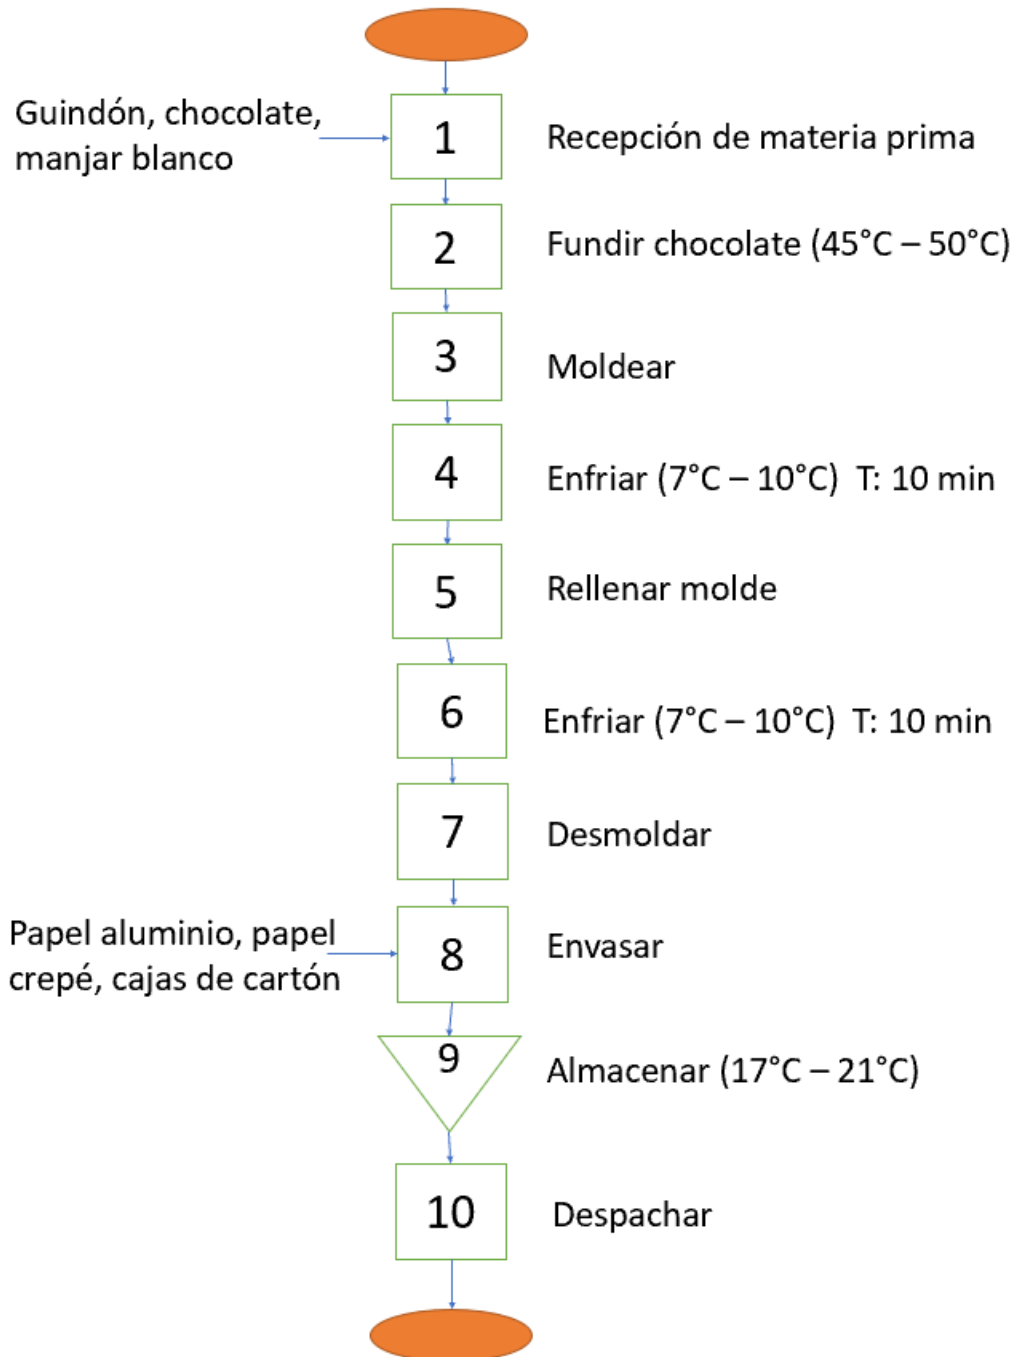 Guindón, chocolate,
manjar blanco
1
Recepción de materia prima
2
Fundir chocolate (45°C – 50°C)
3
Moldear
4
Enfriar (7°C – 10°C)  T: 10 min
5
Rellenar molde
6
Enfriar (7°C – 10°C)  T: 10 min
7
Desmoldar
Papel aluminio, papel
crepé, cajas de cartón
8
Envasar
9
Almacenar (17°C – 21°C)
10
Despachar